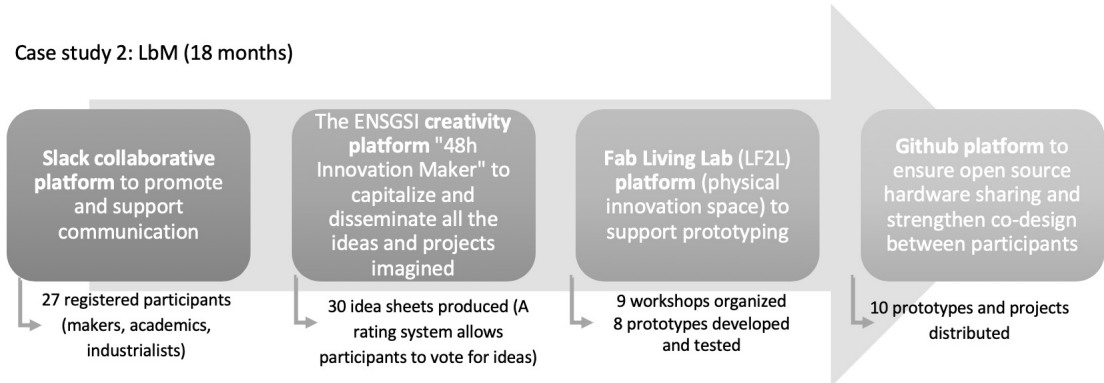 Case study 2: LbM (18 months)
Slack collaborative
platform to promote
and support
communication
The ENSGSI creativity
platform "48h
Innovation Maker" to
capitalize and
disseminate all the
ideas and projects
imagined
Fab Living Lab (LF2L)
platform (physical
innovation space) to
support prototyping
Github platform to
ensure open source
hardware sharing and
strengthen co-design
between participants
27 registered participants
(makers, academics,
industrialists)
30 idea sheets produced (A
rating system allows
participants to vote for ideas)
9 workshops organized
8 prototypes developed
and tested
10 prototypes and projects
distributed